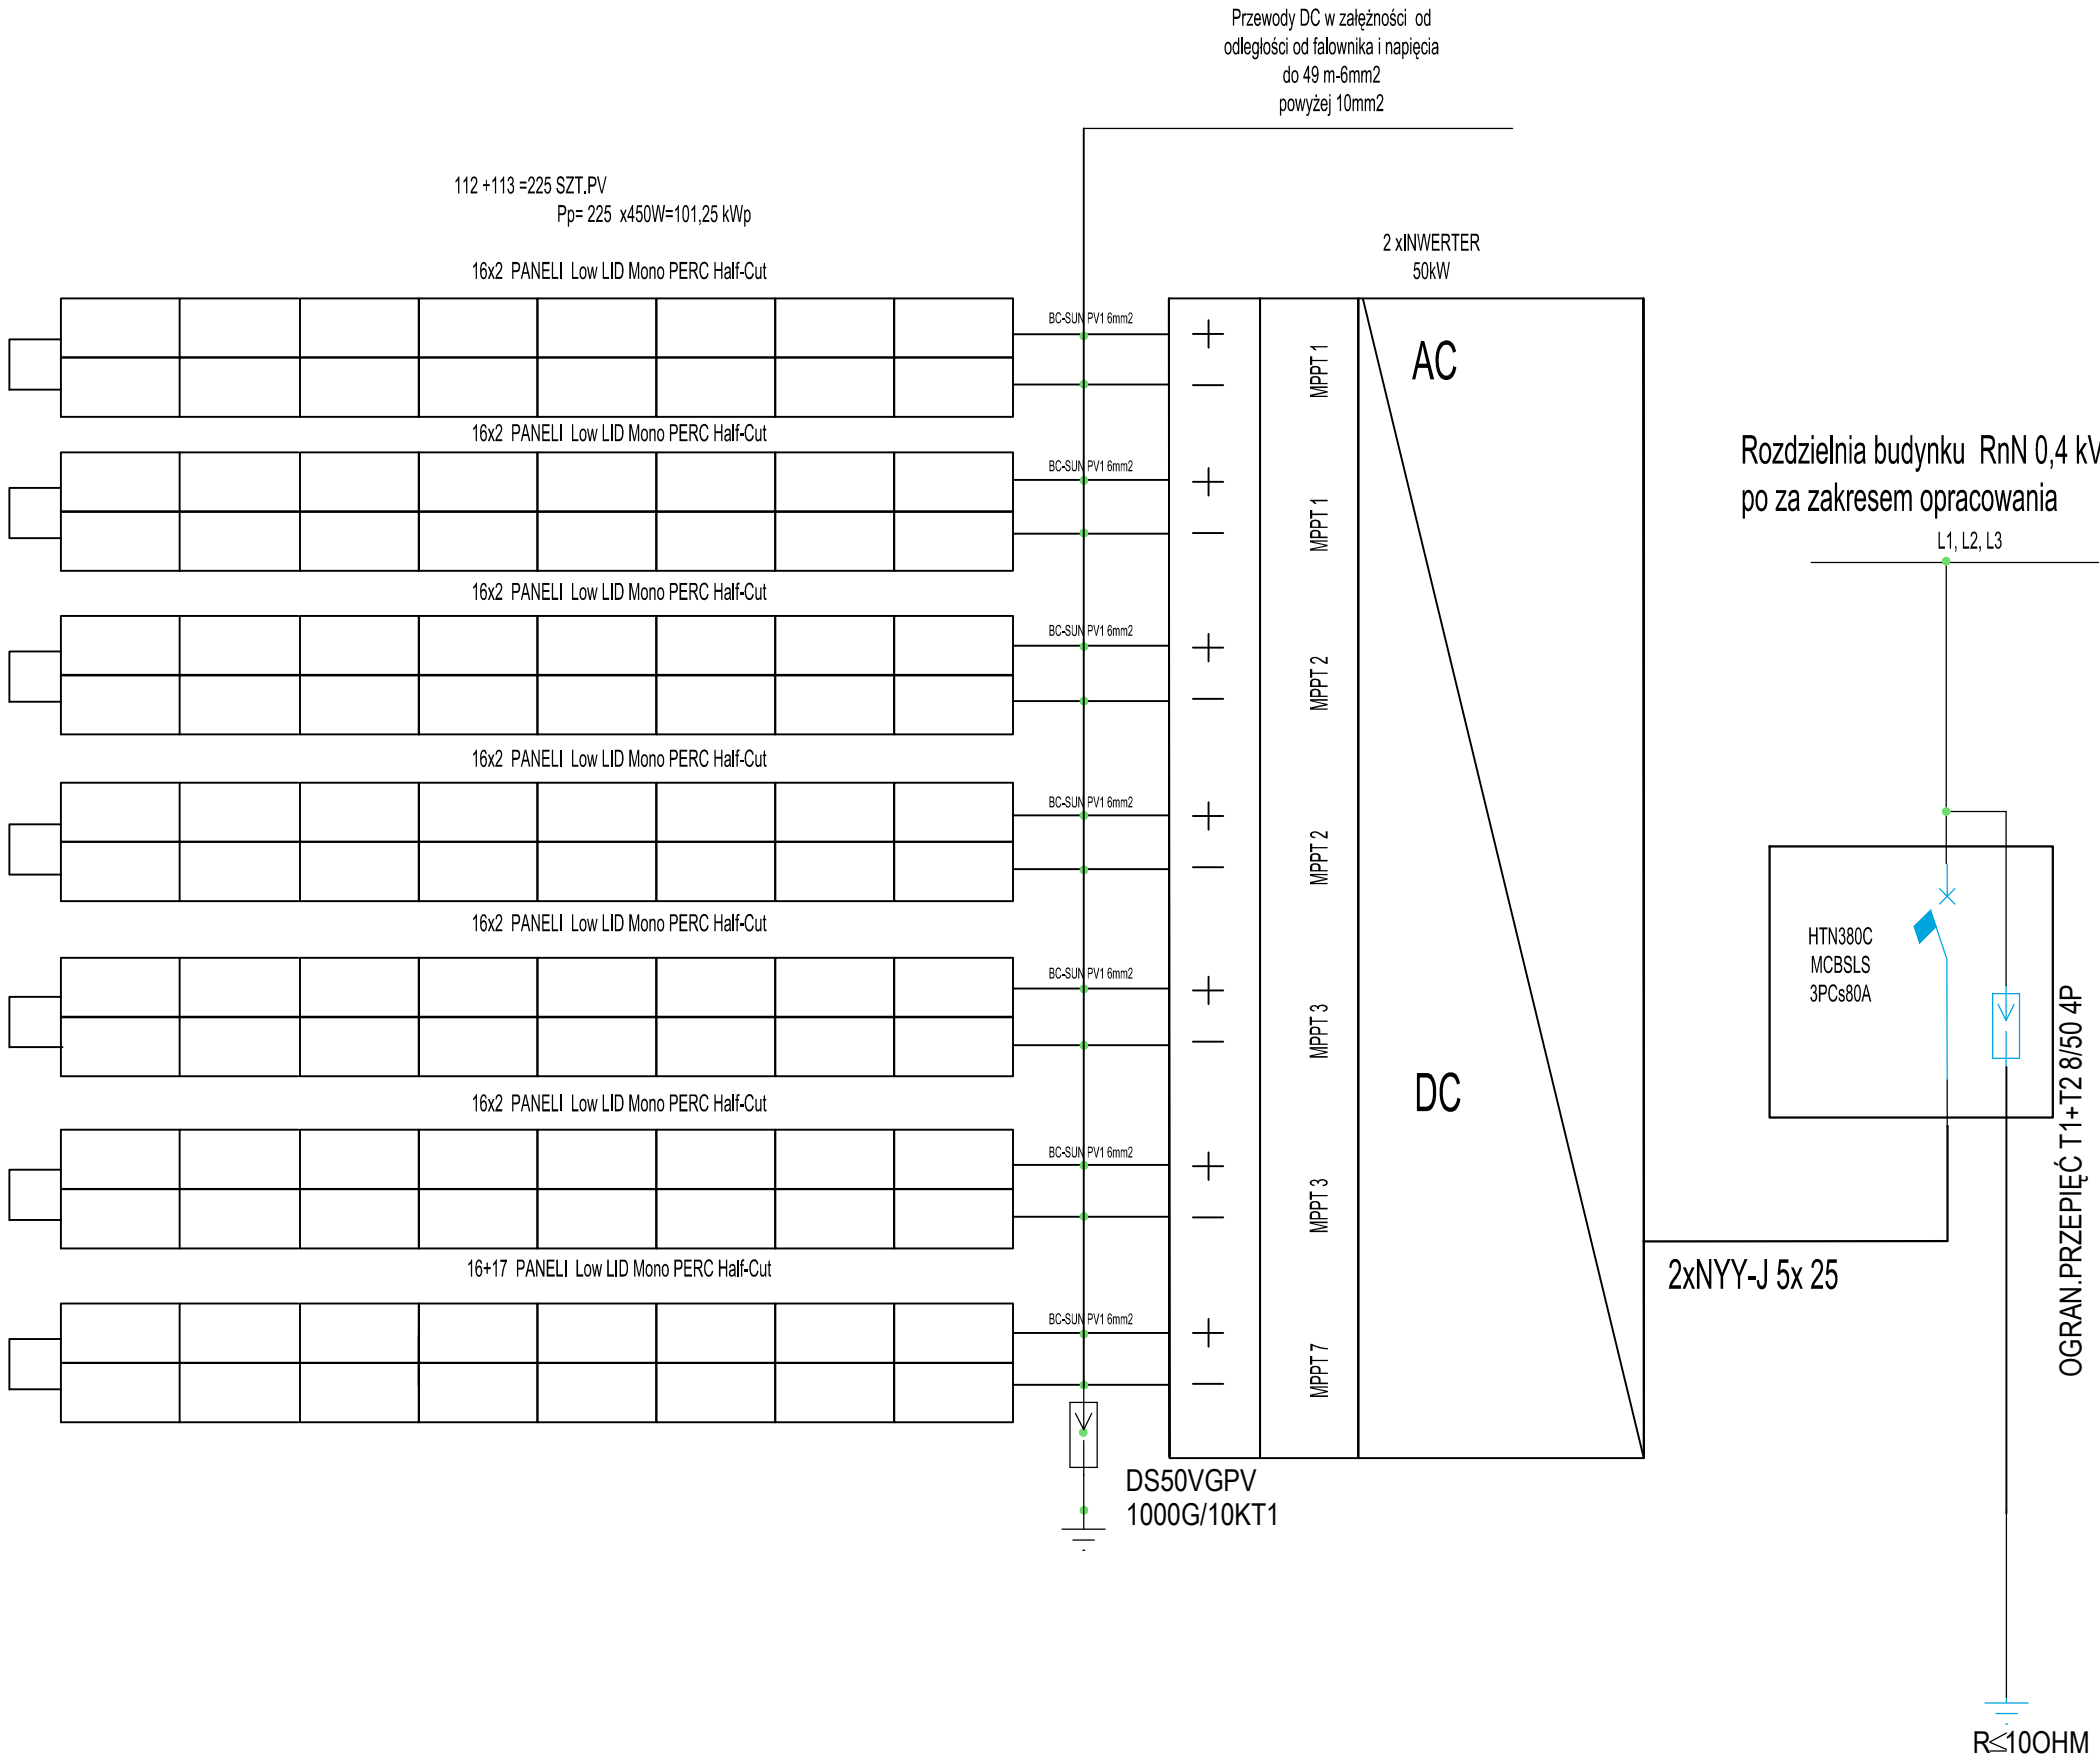 Przewody DC w załężności od
odległości od falownika i napięcia
do 49 m-6mm2
powyżej 10mm2
112 +113 =225 SZT.PV
Pp= 225 x450W=101,25 kWp
2 xINWERTER
50kW
16x2 PANELI Low LID Mono PERC Half-Cut
BC-SUN PV1 6mm2
MPPT 1
AC
16x2 PANELI Low LID Mono PERC Half-Cut
BC-SUN PV1 6mm2
MPPT 1
Rozdzielnia budynku RnN 0,4 kV
po za zakresem opracowania
L1, L2, L3
16x2 PANELI Low LID Mono PERC Half-Cut
BC-SUN PV1 6mm2
MPPT 2
16x2 PANELI Low LID Mono PERC Half-Cut
BC-SUN PV1 6mm2
MPPT 2
16x2 PANELI Low LID Mono PERC Half-Cut
BC-SUN PV1 6mm2
MPPT 3
HTN380C
MCBSLS
3PCs80A
OGRAN.PRZEPIĘĆ T1+T2 8/50 4P
DC
16x2 PANELI Low LID Mono PERC Half-Cut
BC-SUN PV1 6mm2
MPPT 3
16+17 PANELI Low LID Mono PERC Half-Cut
BC-SUN PV1 6mm2
MPPT 7
2xNYY-J 5x 25
DS50VGPV
1000G/10KT1
R≤10OHM